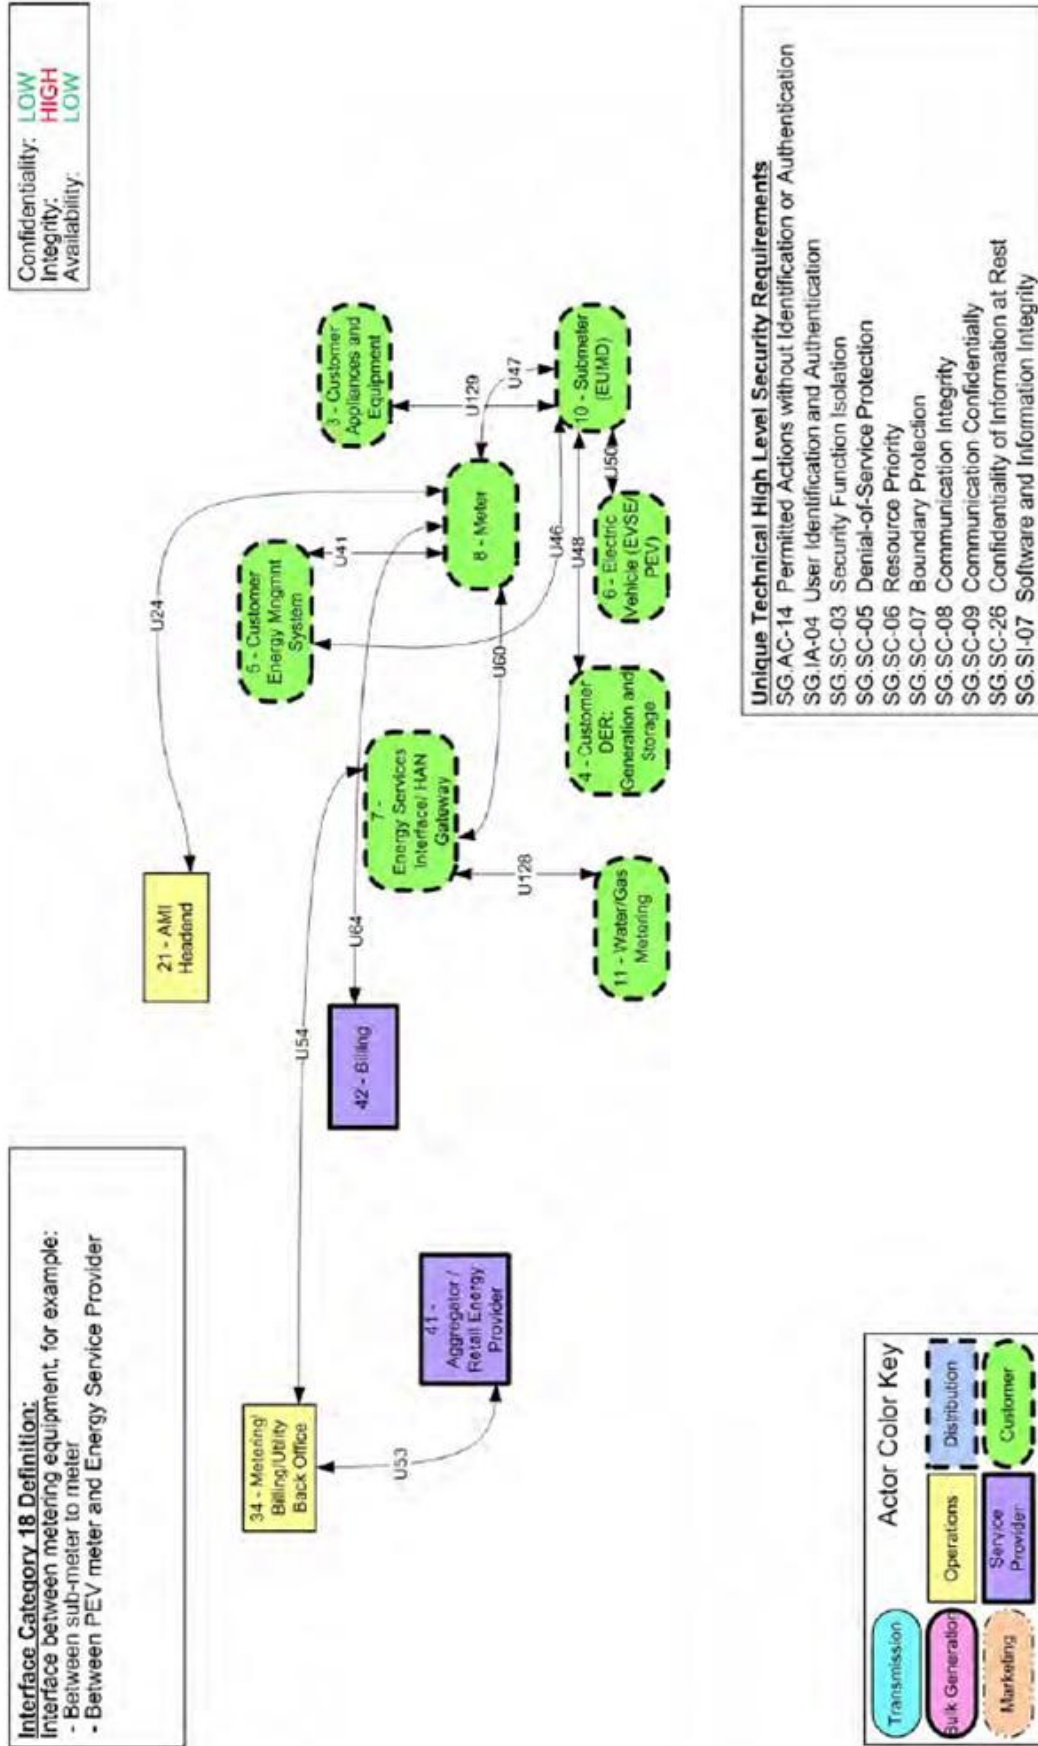 Interface Category 18 Definition:
Interface between metering equipment, for example:
- Between sub-meter to meter
- Between PEV meter and Energy Service Provider
Confidentiality: LOW
Integrity: HIGH
Availability: LOW
21 - AMI
Headend
U24
34 - Metering/
Billing/Utility
Back Office
U54
5 - Customer
Energy Mngmnt
System
U41
3 - Customer
Appliances and
Equipment
42 - Billing
U64
7 -
Energy Services
Interface/ HAN
Gateway
8 - Meter
U129
U47
U53
41 -
Aggregator /
Retail Energy
Provider
U60
U46
U128
U48
U50
10 - Submeter
(EUMD)
11 - Water/Gas
Metering
4 - Customer
DER:
Generation and
Storage
6 - Electric
Vehicle (EVSE/
PEV)
Actor Color Key
Transmission
Bulk Generation
Operations
Distribution
Marketing
Service
Provider
Customer
Unique Technical High Level Security Requirements
SG.AC-14 Permitted Actions without Identification or Authentication
SG.IA-04 User Identification and Authentication
SG.SC-03 Security Function Isolation
SG.SC-05 Denial-of-Service Protection
SG.SC-06 Resource Priority
SG.SC-07 Boundary Protection
SG.SC-08 Communication Integrity
SG.SC-09 Communication Confidentially
SG.SC-26 Confidentiality of Information at Rest
SG.SI-07 Software and Information Integrity